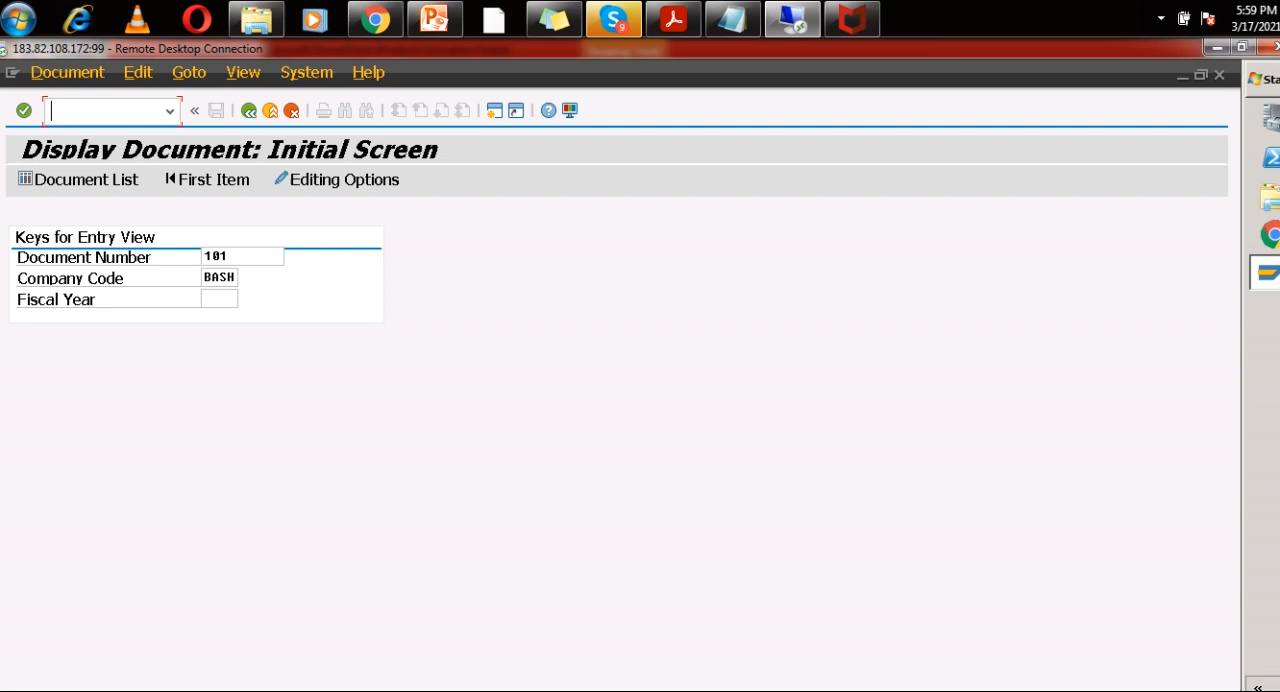 5:59 PM
3/17/2021
183.82.108.172:99 - Remote Desktop Connection
Document Edit Goto View System Help
Sta
Display Document: Initial Screen
Document List First Item Editing Options
Keys for Entry View
Document Number 101
Company Code BASH
Fiscal Year